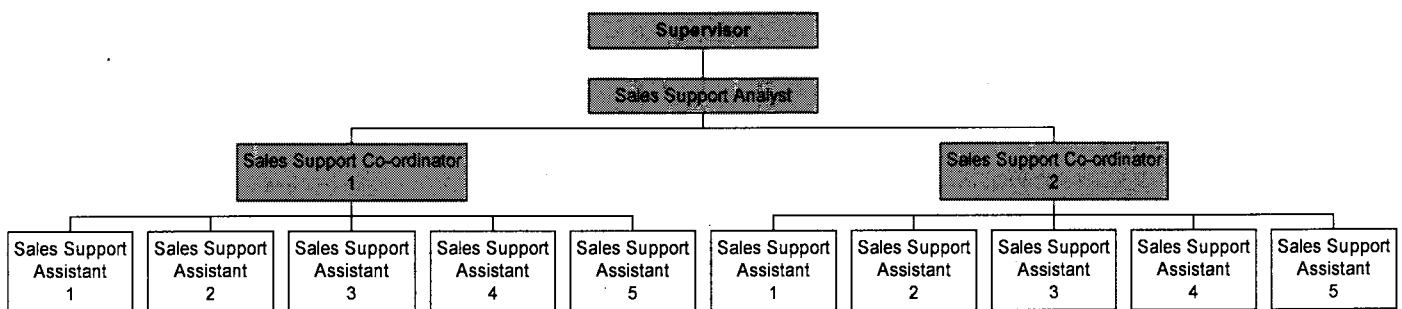 Supervisor
Sales Support Analyst
Sales Support Co-ordinator
1
Sales Support Co-ordinator
2
Sales Support
Assistant
1
Sales Support
Assistant
2
Sales Support
Assistant
3
Sales Support
Assistant
4
Sales Support
Assistant
5
Sales Support
Assistant
1
Sales Support
Assistant
2
Sales Support
Assistant
3
Sales Support
Assistant
4
Sales Support
Assistant
5